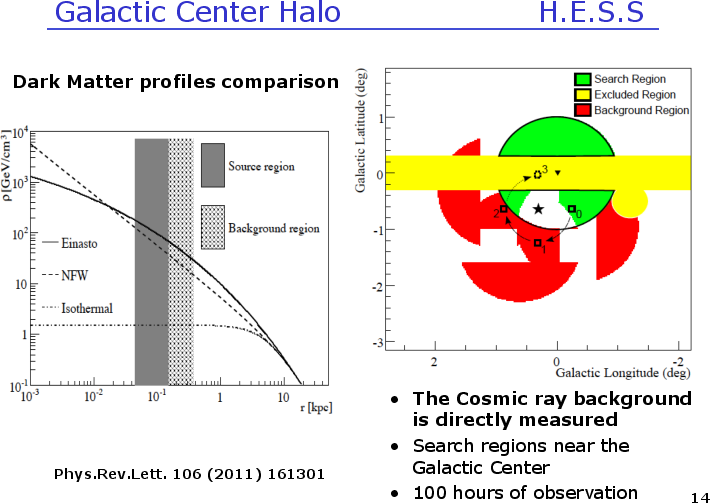 Galactic Center Halo H.E.S.S
Dark Matter profiles comparison
ρ [GeV/cm³]
10⁴
10³
10²
10
1
10⁻¹
Source region
Background region
Einasto
NFW
Isothermal
10⁻³ 10⁻² 10⁻¹ 1 10
r [kpc]
Phys.Rev.Lett. 106 (2011) 161301
Galactic Latitude (deg)
1
0
-1
-2
-3
Search Region
Excluded Region
Background Region
3
2
0
1
2 0 -2
Galactic Longitude (deg)
• The Cosmic ray background
is directly measured
• Search regions near the
Galactic Center
• 100 hours of observation
14